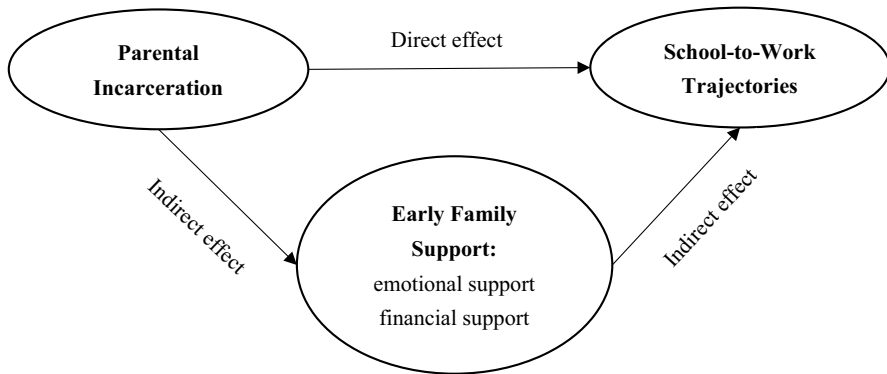 Parental
Incarceration
Direct effect
School-to-Work
Trajectories
Indirect effect
Early Family
Support:
emotional support
financial support
Indirect effect